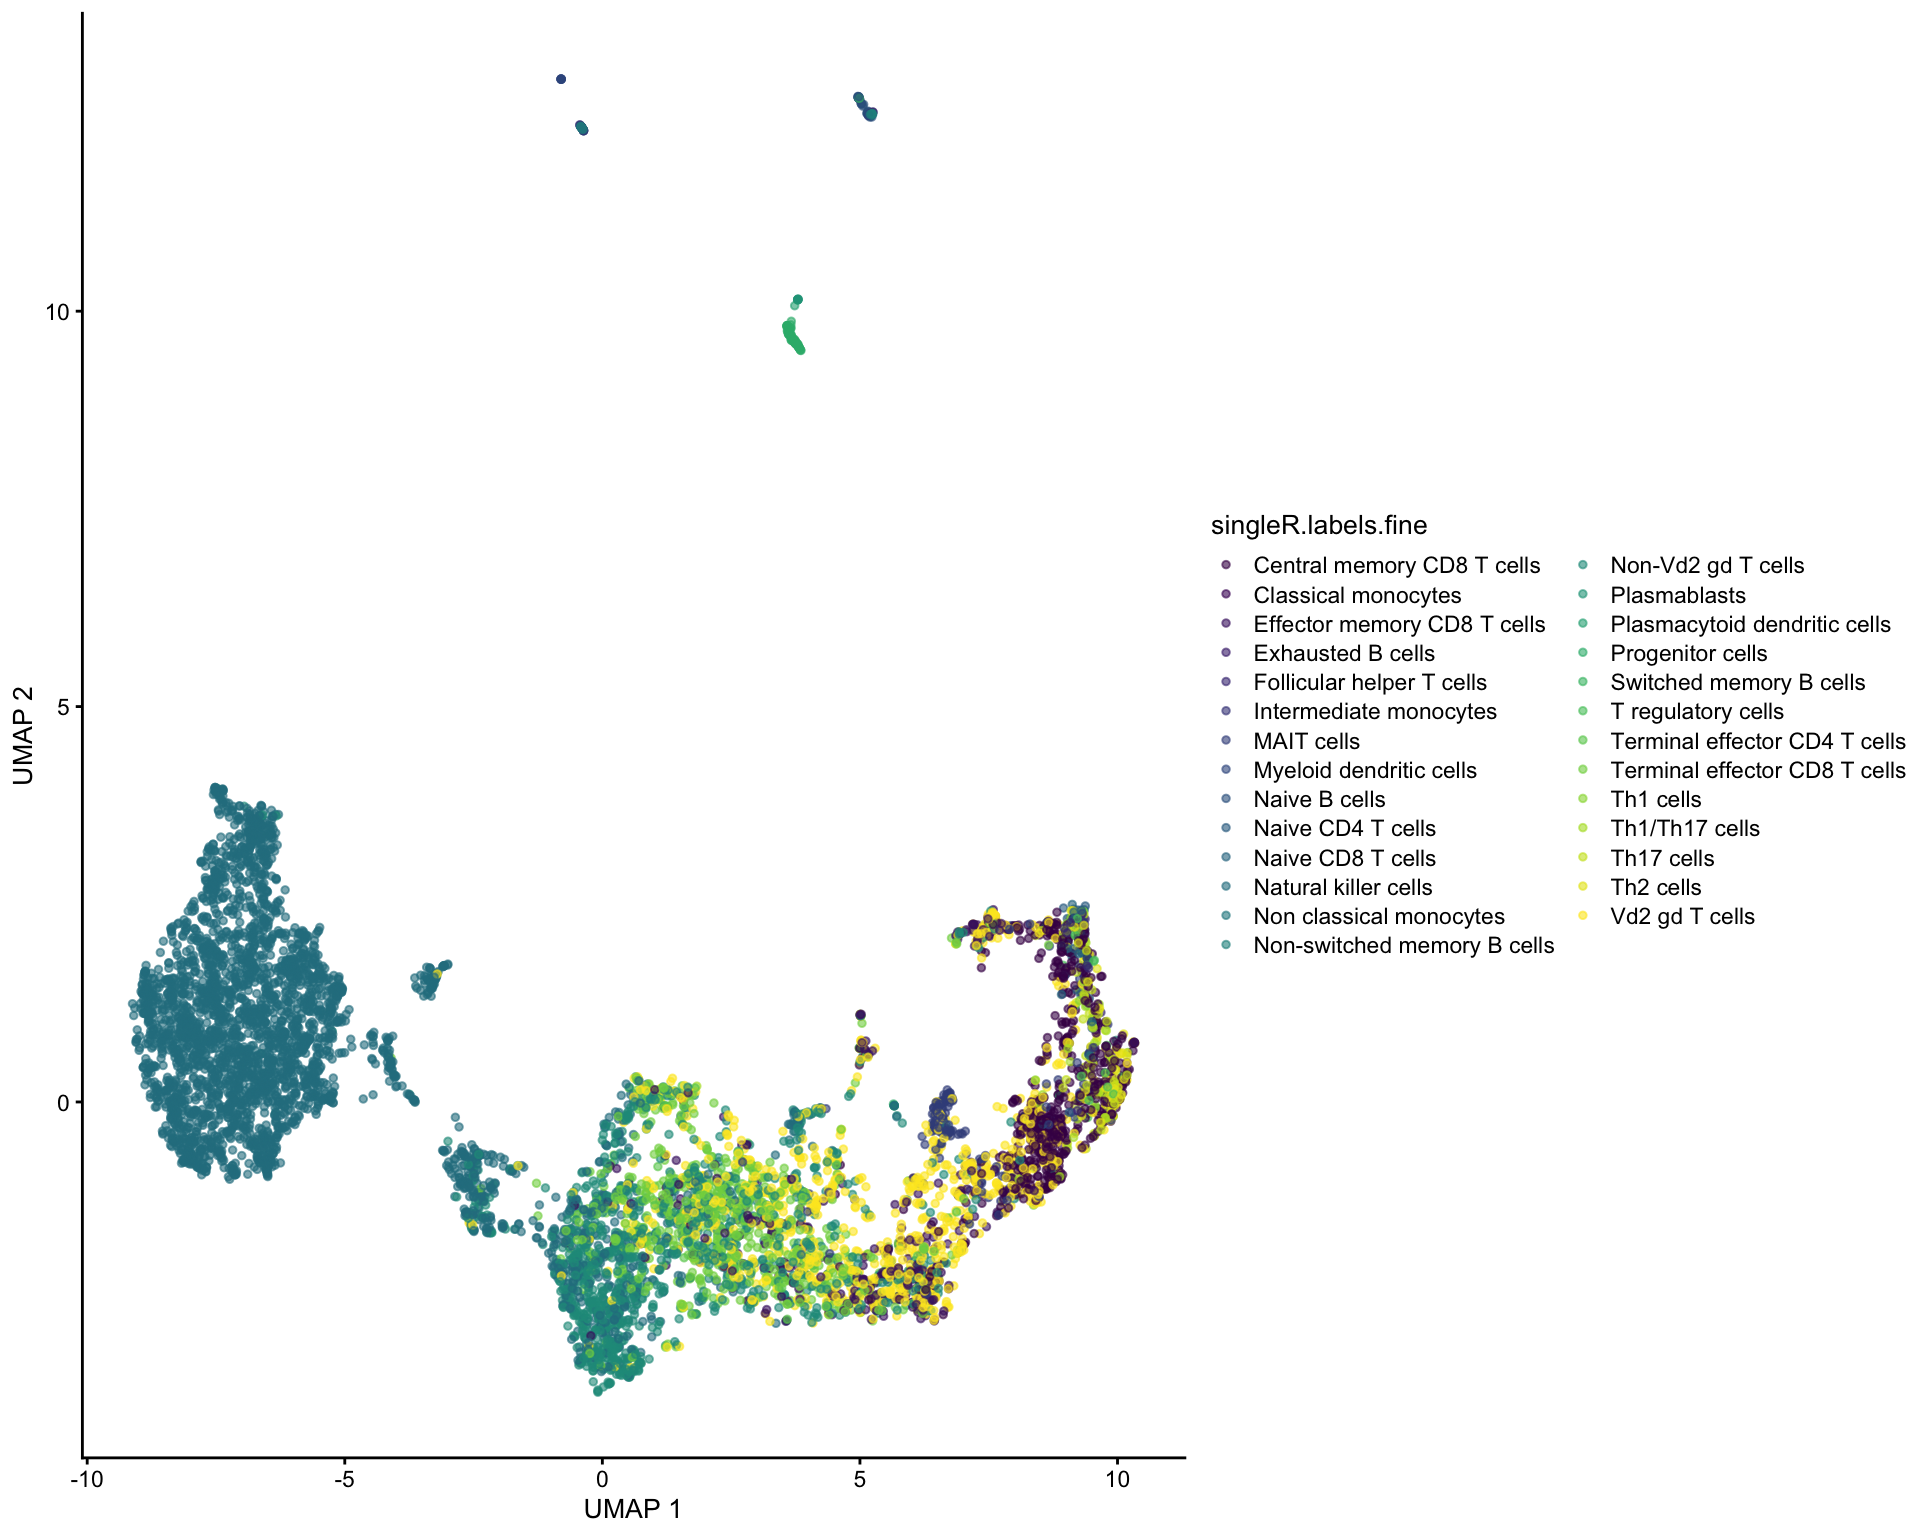 10
5
0
UMAP 2
-10
-5
0
5
10
UMAP 1
singleR.labels.fine
Central memory CD8 T cells
Classical monocytes
Effector memory CD8 T cells
Exhausted B cells
Follicular helper T cells
Intermediate monocytes
MAIT cells
Myeloid dendritic cells
Naive B cells
Naive CD4 T cells
Naive CD8 T cells
Natural killer cells
Non classical monocytes
Non-switched memory B cells
Non-Vd2 gd T cells
Plasmablasts
Plasmacytoid dendritic cells
Progenitor cells
Switched memory B cells
T regulatory cells
Terminal effector CD4 T cells
Terminal effector CD8 T cells
Th1 cells
Th1/Th17 cells
Th17 cells
Th2 cells
Vd2 gd T cells